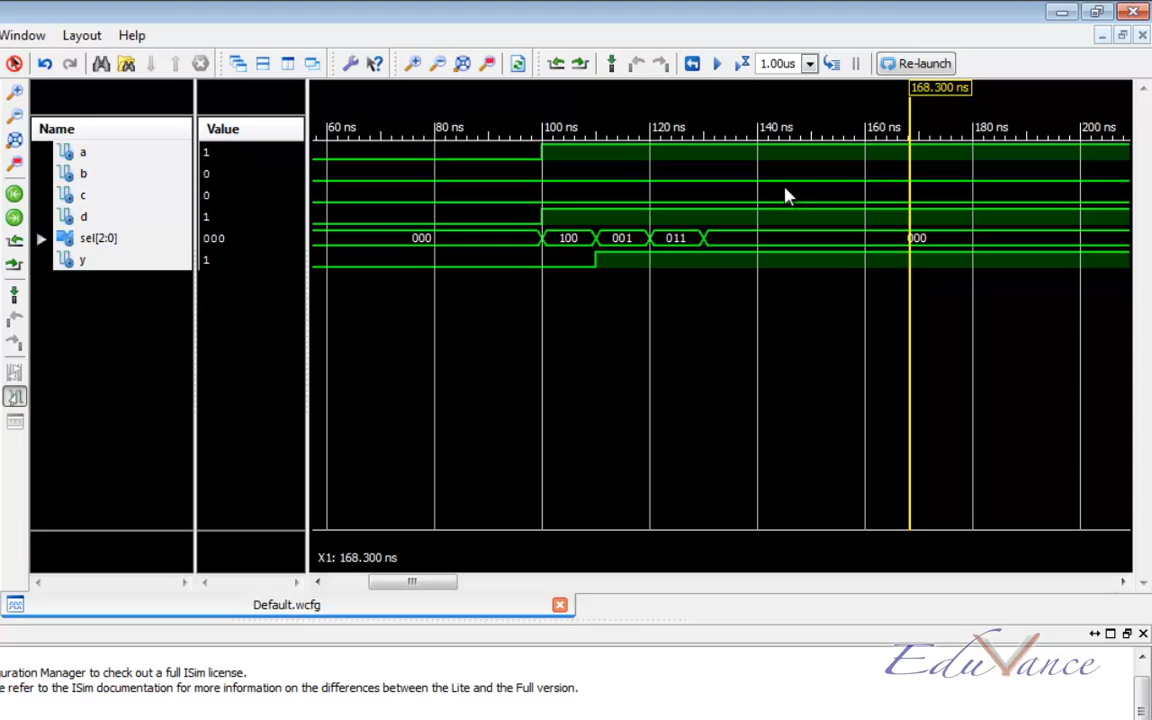 Window Layout Help
1.00us Re-launch
168.300 ns
Name Value 60 ns 80 ns 100 ns 120 ns 140 ns 160 ns 180 ns 200 ns
a 1
b 0
c 0
d 1
sel[2:0] 000 000 100 001 011 000
y 1
X1: 168.300 ns
Default.wcfg
guration Manager to check out a full ISim license.
e refer to the ISim documentation for more information on the differences between the Lite and the Full version.
EduVance